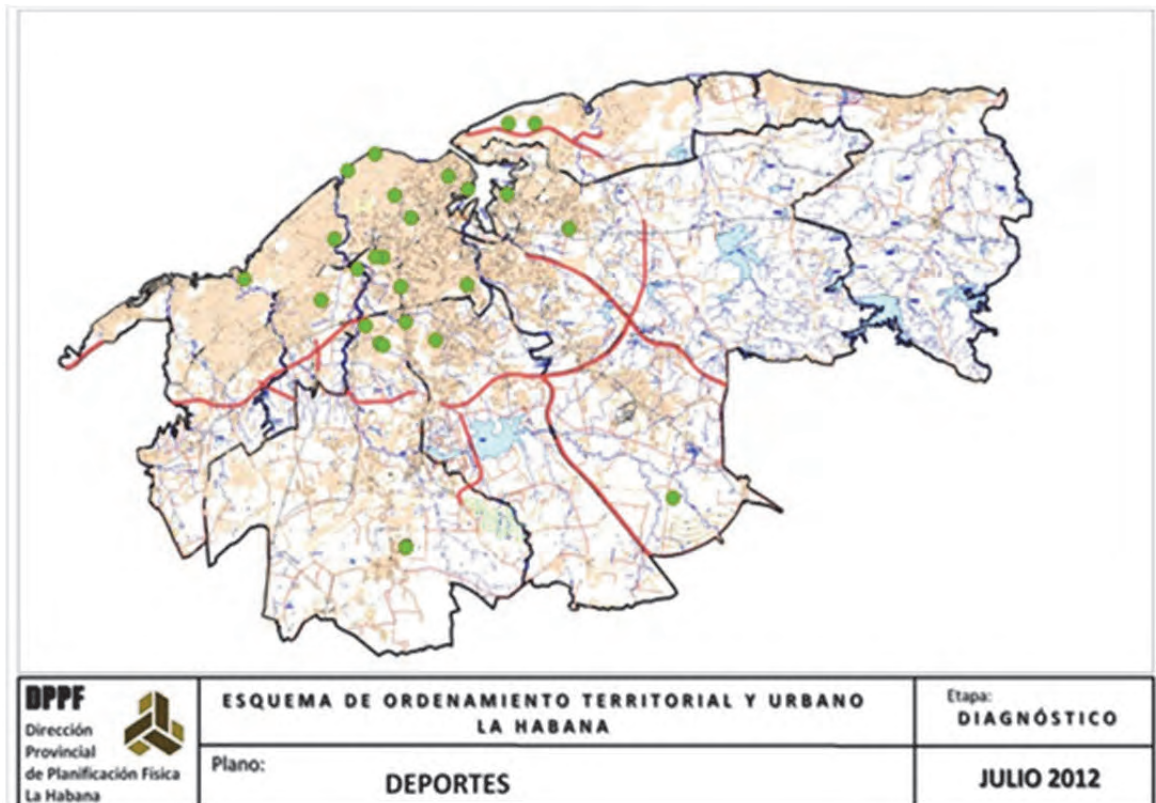 DPPF
Dirección
Provincial
de Planificación Física
La Habana
ESQUEMA DE ORDENAMIENTO TERRITORIAL Y URBANO
LA HABANA
Etapa:
DIAGNÓSTICO
Plano:
DEPORTES
JULIO 2012